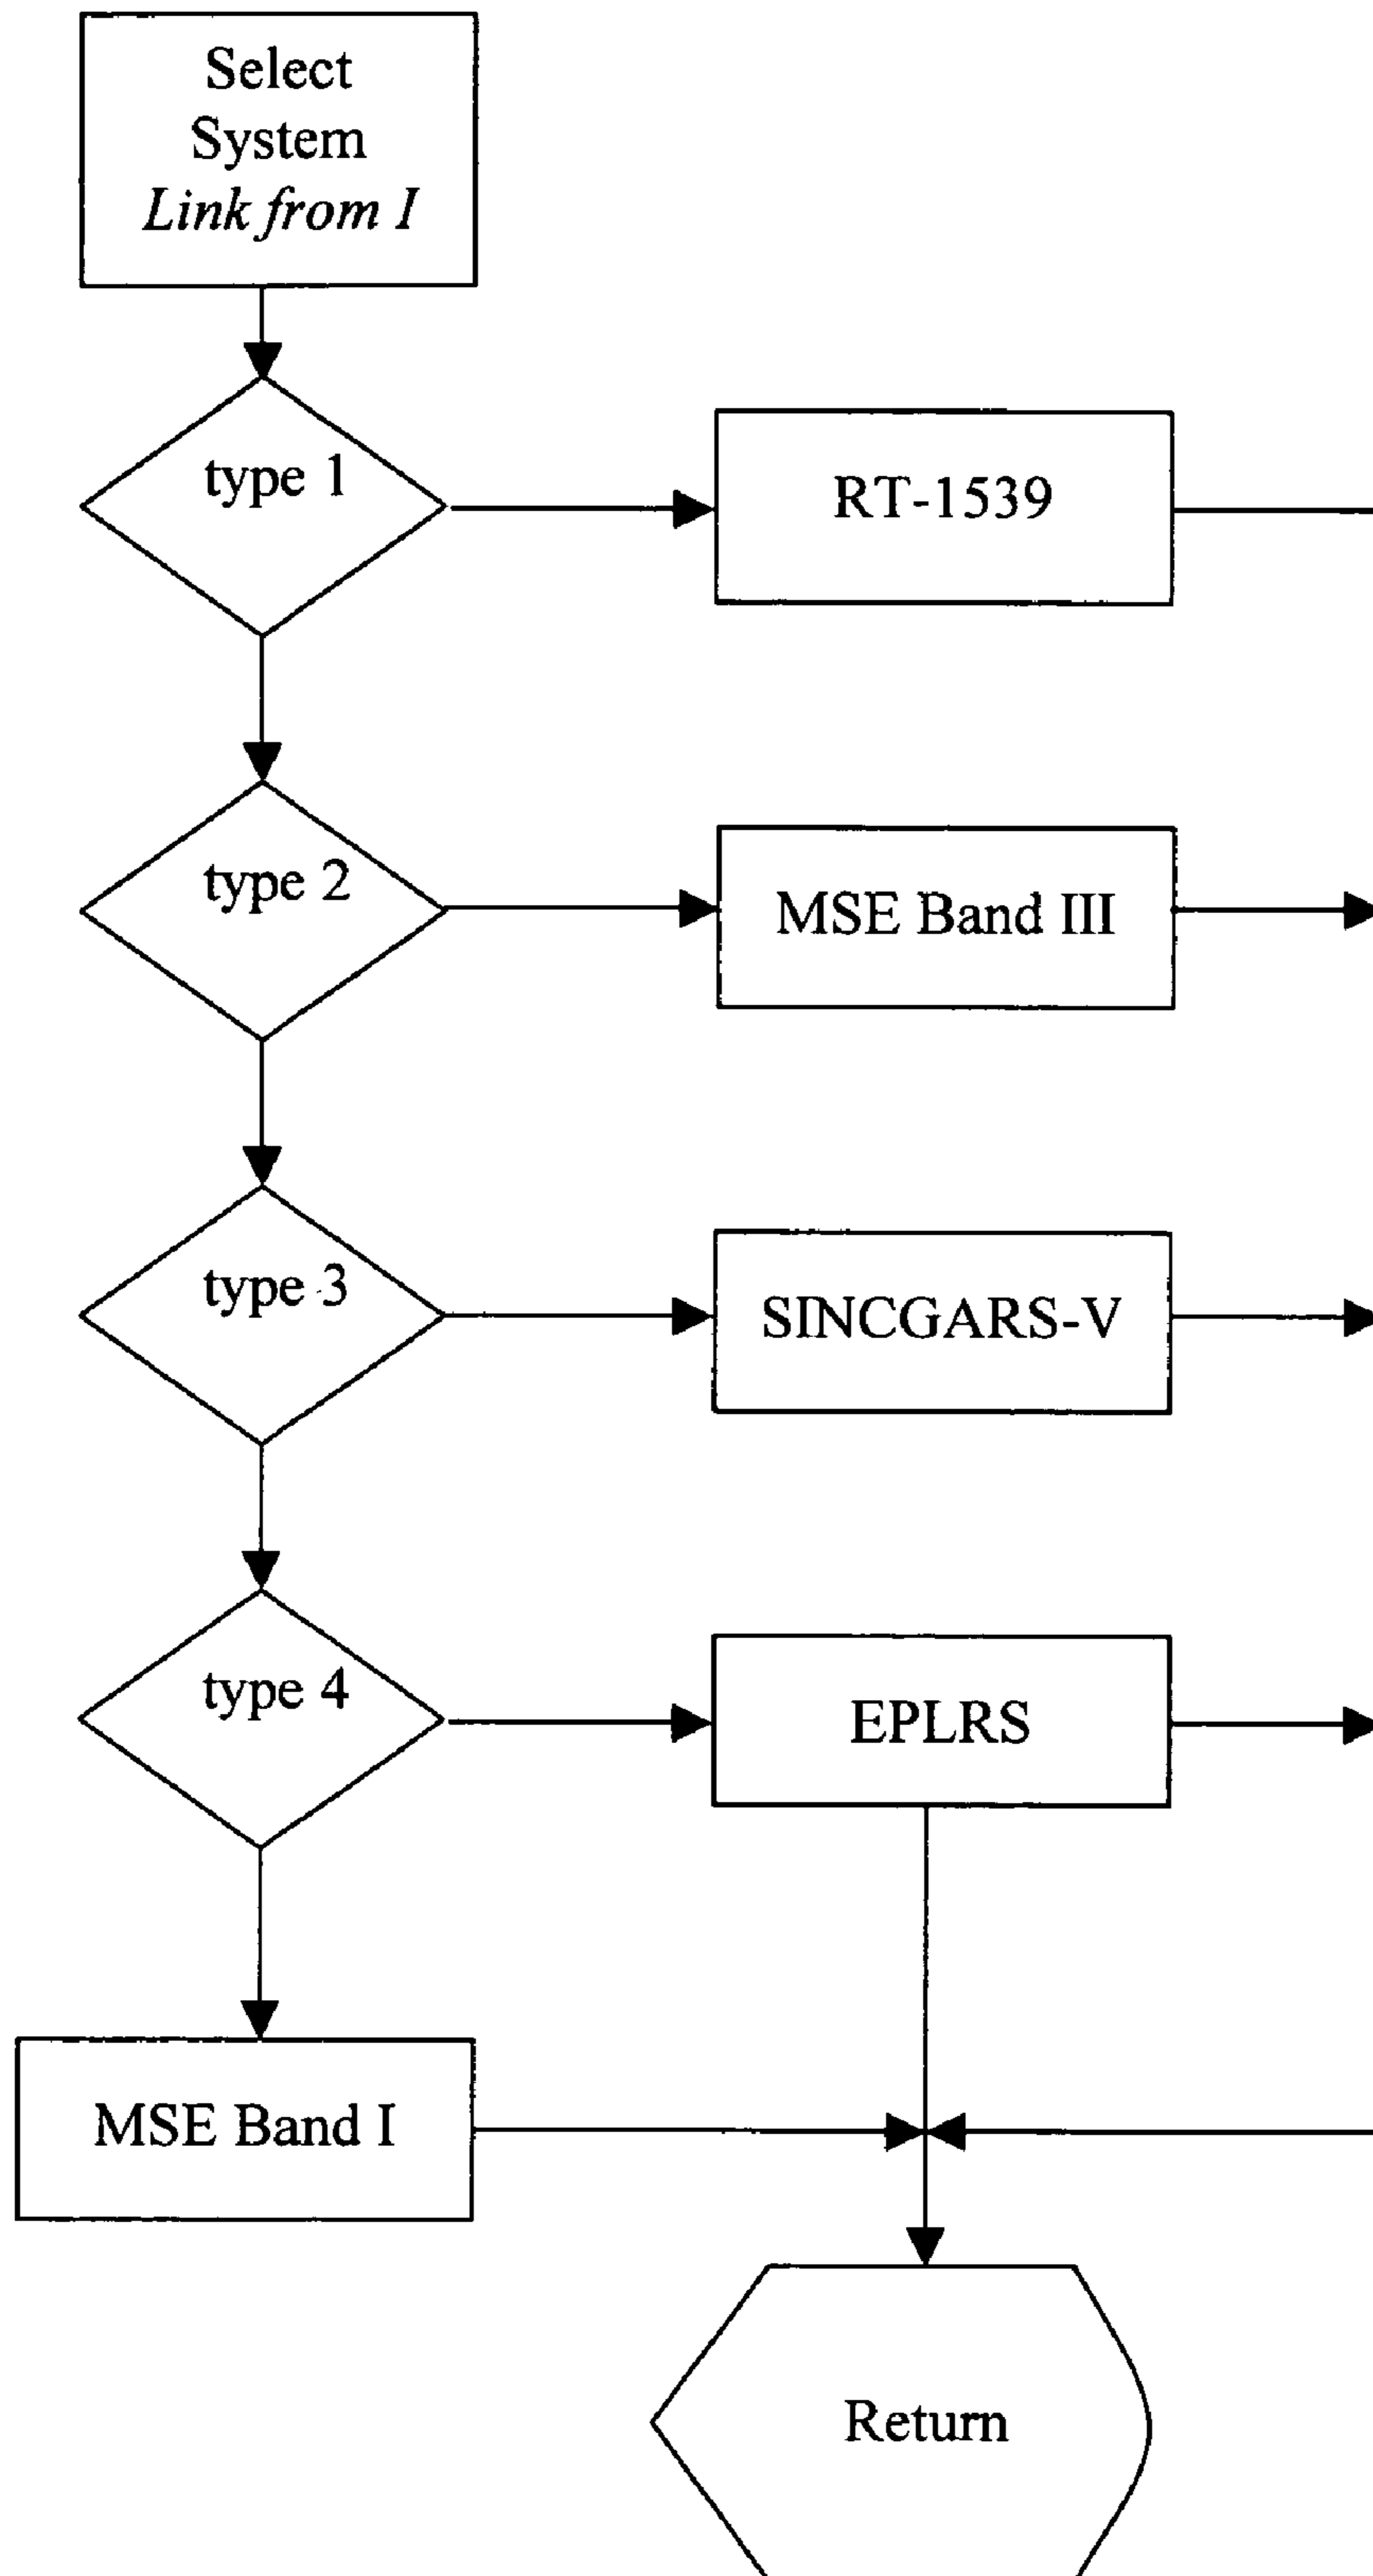 Select
System
Link from I
type 1
RT-1539
type 2
MSE Band III
type 3
SINCGARS-V
type 4
EPLRS
MSE Band I
Return